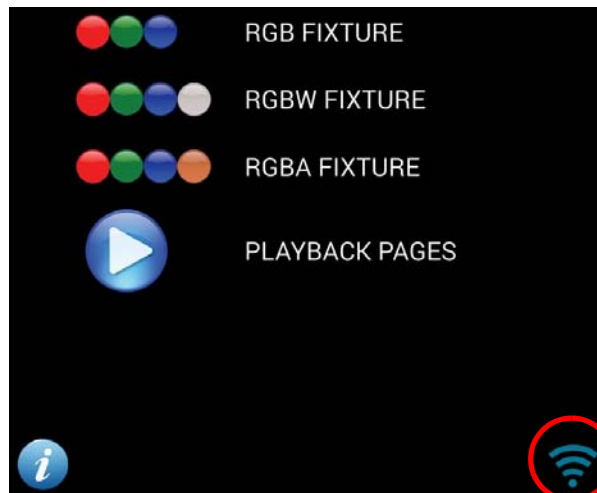 RGB FIXTURE
RGBW FIXTURE
RGBA FIXTURE
PLAYBACK PAGES
i